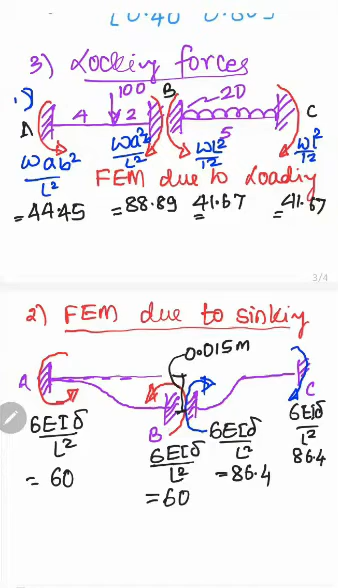 3) Locking forces
1)
100
B
20
A
4
2
5
C
wab²/L²
wa²b/L²
wl²/12
wl²/12
FEM due to Loading
=44.45
=88.89
41.67
=41.67
3/4
2) FEM due to sinking
0.015m
A
B
C
6EIδ/L²
= 60
6EIδ/L²
=60
6EIδ/L²
=86.4
6EIδ/L²
86.4